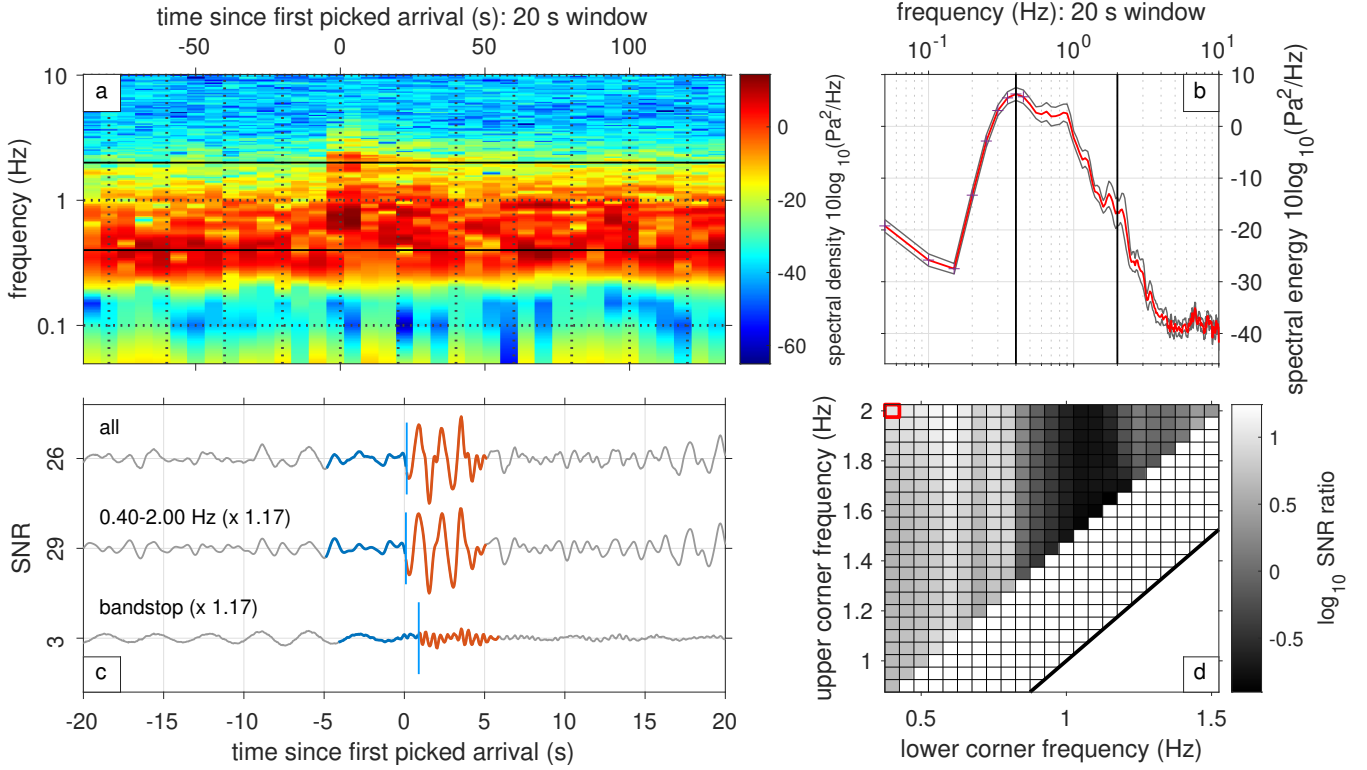 time since first picked arrival (s): 20 s window
-50 0 50 100
10
1
0.1
frequency (Hz)
a
0
-20
-40
-60
spectral density 10log10(Pa2/Hz)
frequency (Hz): 20 s window
10-1 100 101
b
10
0
-10
-20
-30
-40
spectral energy 10log10(Pa2/Hz)
all
26
0.40-2.00 Hz (x 1.17)
29
bandstop (x 1.17)
3
SNR
c
-20 -15 -10 -5 0 5 10 15 20
time since first picked arrival (s)
2
1.8
1.6
1.4
1.2
1
upper corner frequency (Hz)
d
0.5 1 1.5
lower corner frequency (Hz)
1
0.5
0
-0.5
log10 SNR ratio